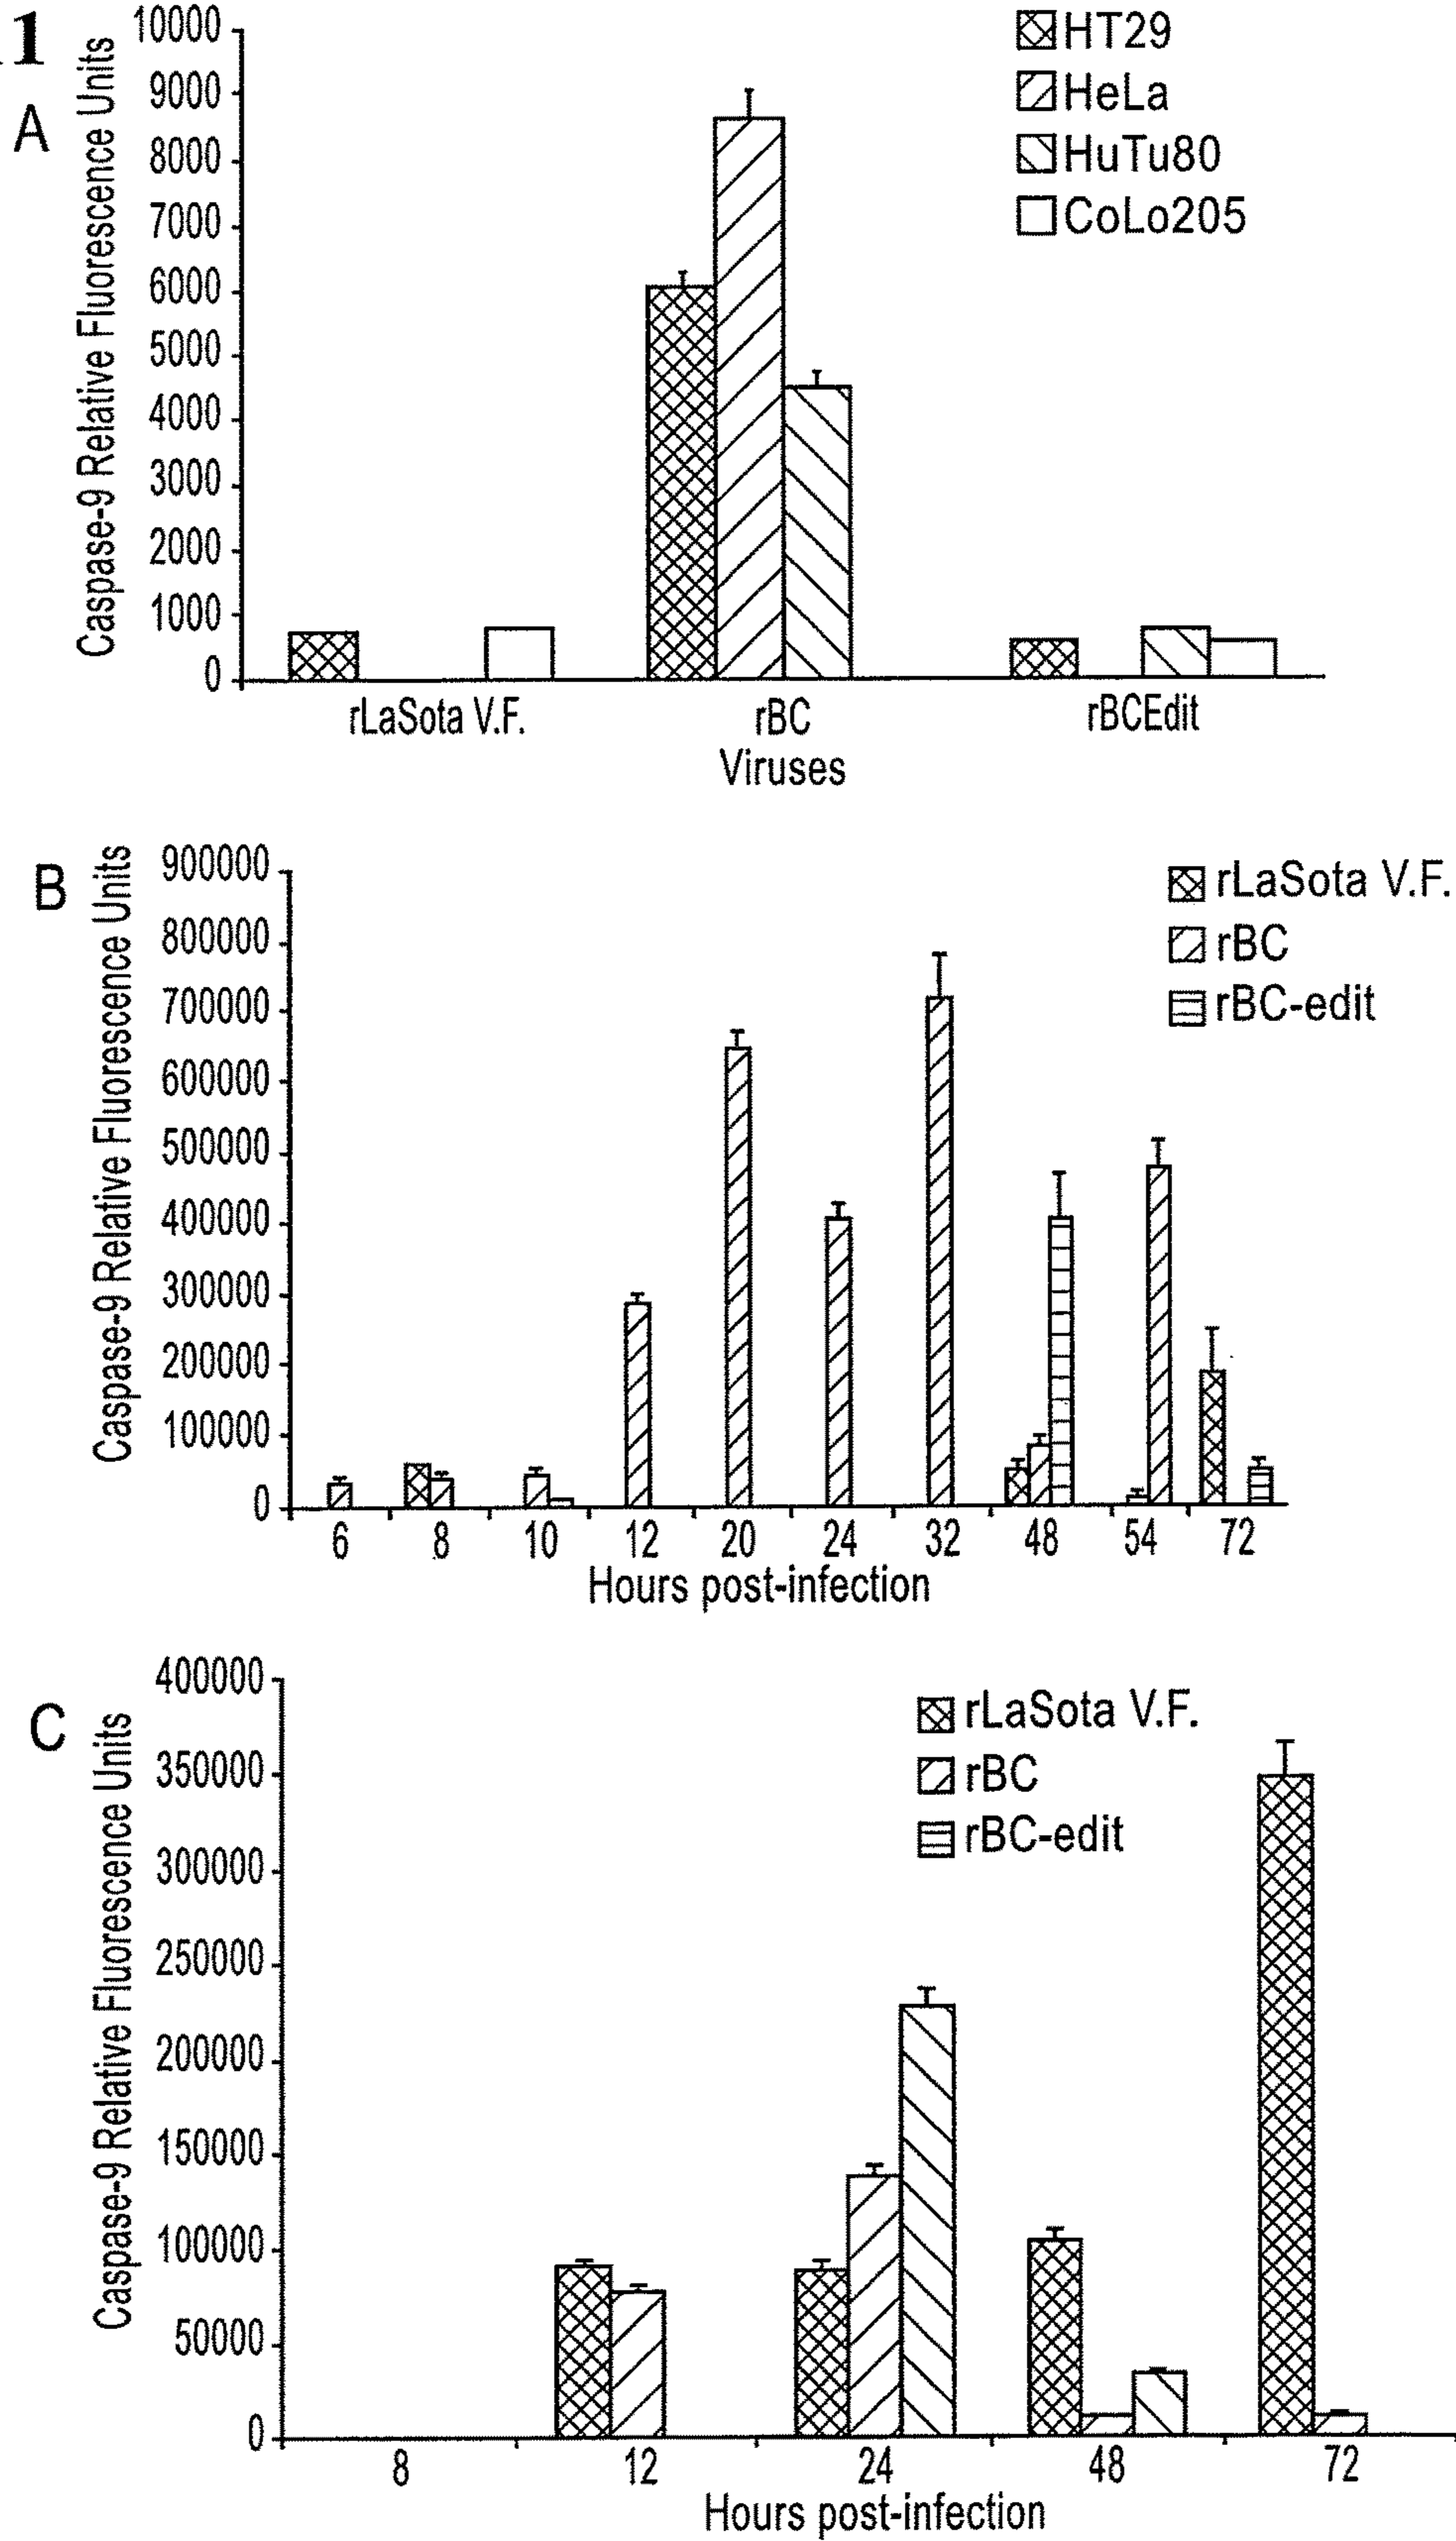 11
A
Caspase-9 Relative Fluorescence Units
10000
9000
8000
7000
6000
5000
4000
3000
2000
1000
0
HT29
HeLa
HuTu80
CoLo205
rLaSota V.F. rBC rBCEdit
Viruses
B
Caspase-9 Relative Fluorescence Units
900000
800000
700000
600000
500000
400000
300000
200000
100000
0
rLaSota V.F.
rBC
rBC-edit
6 8 10 12 20 24 32 48 54 72
Hours post-infection
C
Caspase-9 Relative Fluorescence Units
400000
350000
300000
250000
200000
150000
100000
50000
0
rLaSota V.F.
rBC
rBC-edit
8 12 24 48 72
Hours post-infection